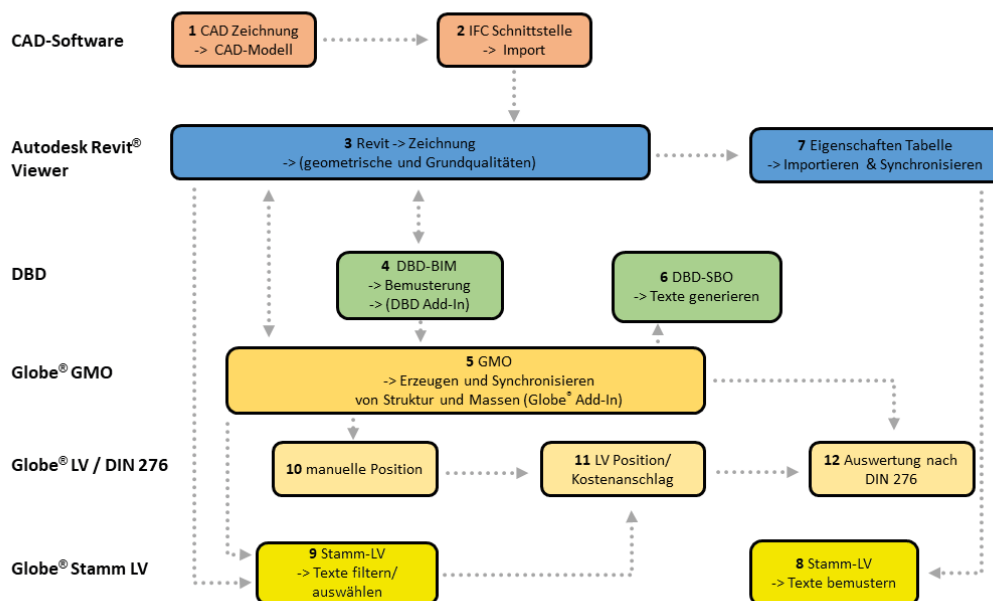 CAD-Software
1 CAD Zeichnung
-> CAD-Modell
2 IFC Schnittstelle
-> Import
Autodesk Revit®
Viewer
3 Revit -> Zeichnung
-> (geometrische und Grundqualitäten)
7 Eigenschaften Tabelle
-> Importieren & Synchronisieren
DBD
4 DBD-BIM
-> Bemusterung
-> (DBD Add-In)
6 DBD-SBO
-> Texte generieren
Globe® GMO
5 GMO
-> Erzeugen und Synchronisieren
von Struktur und Massen (Globe® Add-In)
Globe® LV / DIN 276
10 manuelle Position
11 LV Position/
Kostenanschlag
12 Auswertung nach
DIN 276
Globe® Stamm LV
9 Stamm-LV
-> Texte filtern/
auswählen
8 Stamm-LV
-> Texte bemustern